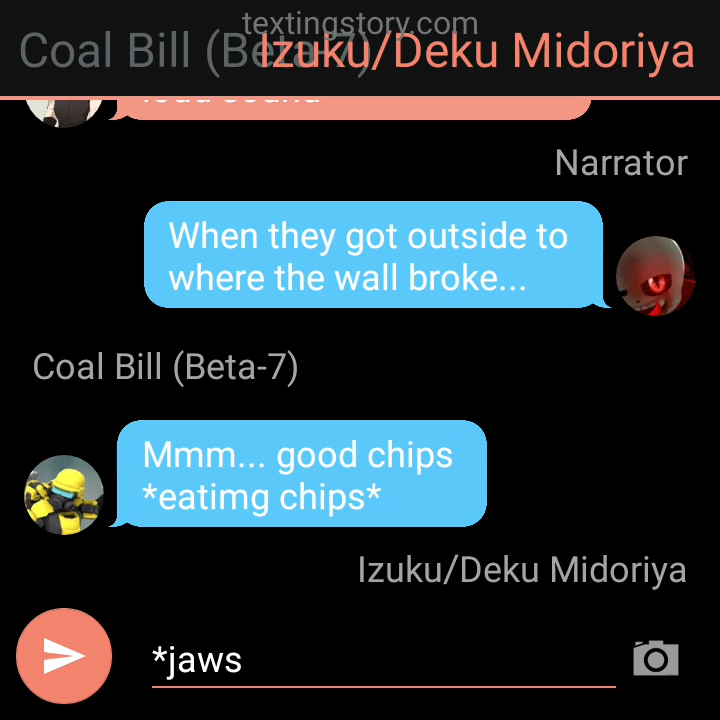 textingstory.com
Coal Bill (Beta-7)
Izuku/Deku Midoriya
Narrator
When they got outside to
where the wall broke...
Coal Bill (Beta-7)
Mmm... good chips
*eatimg chips*
Izuku/Deku Midoriya
*jaws